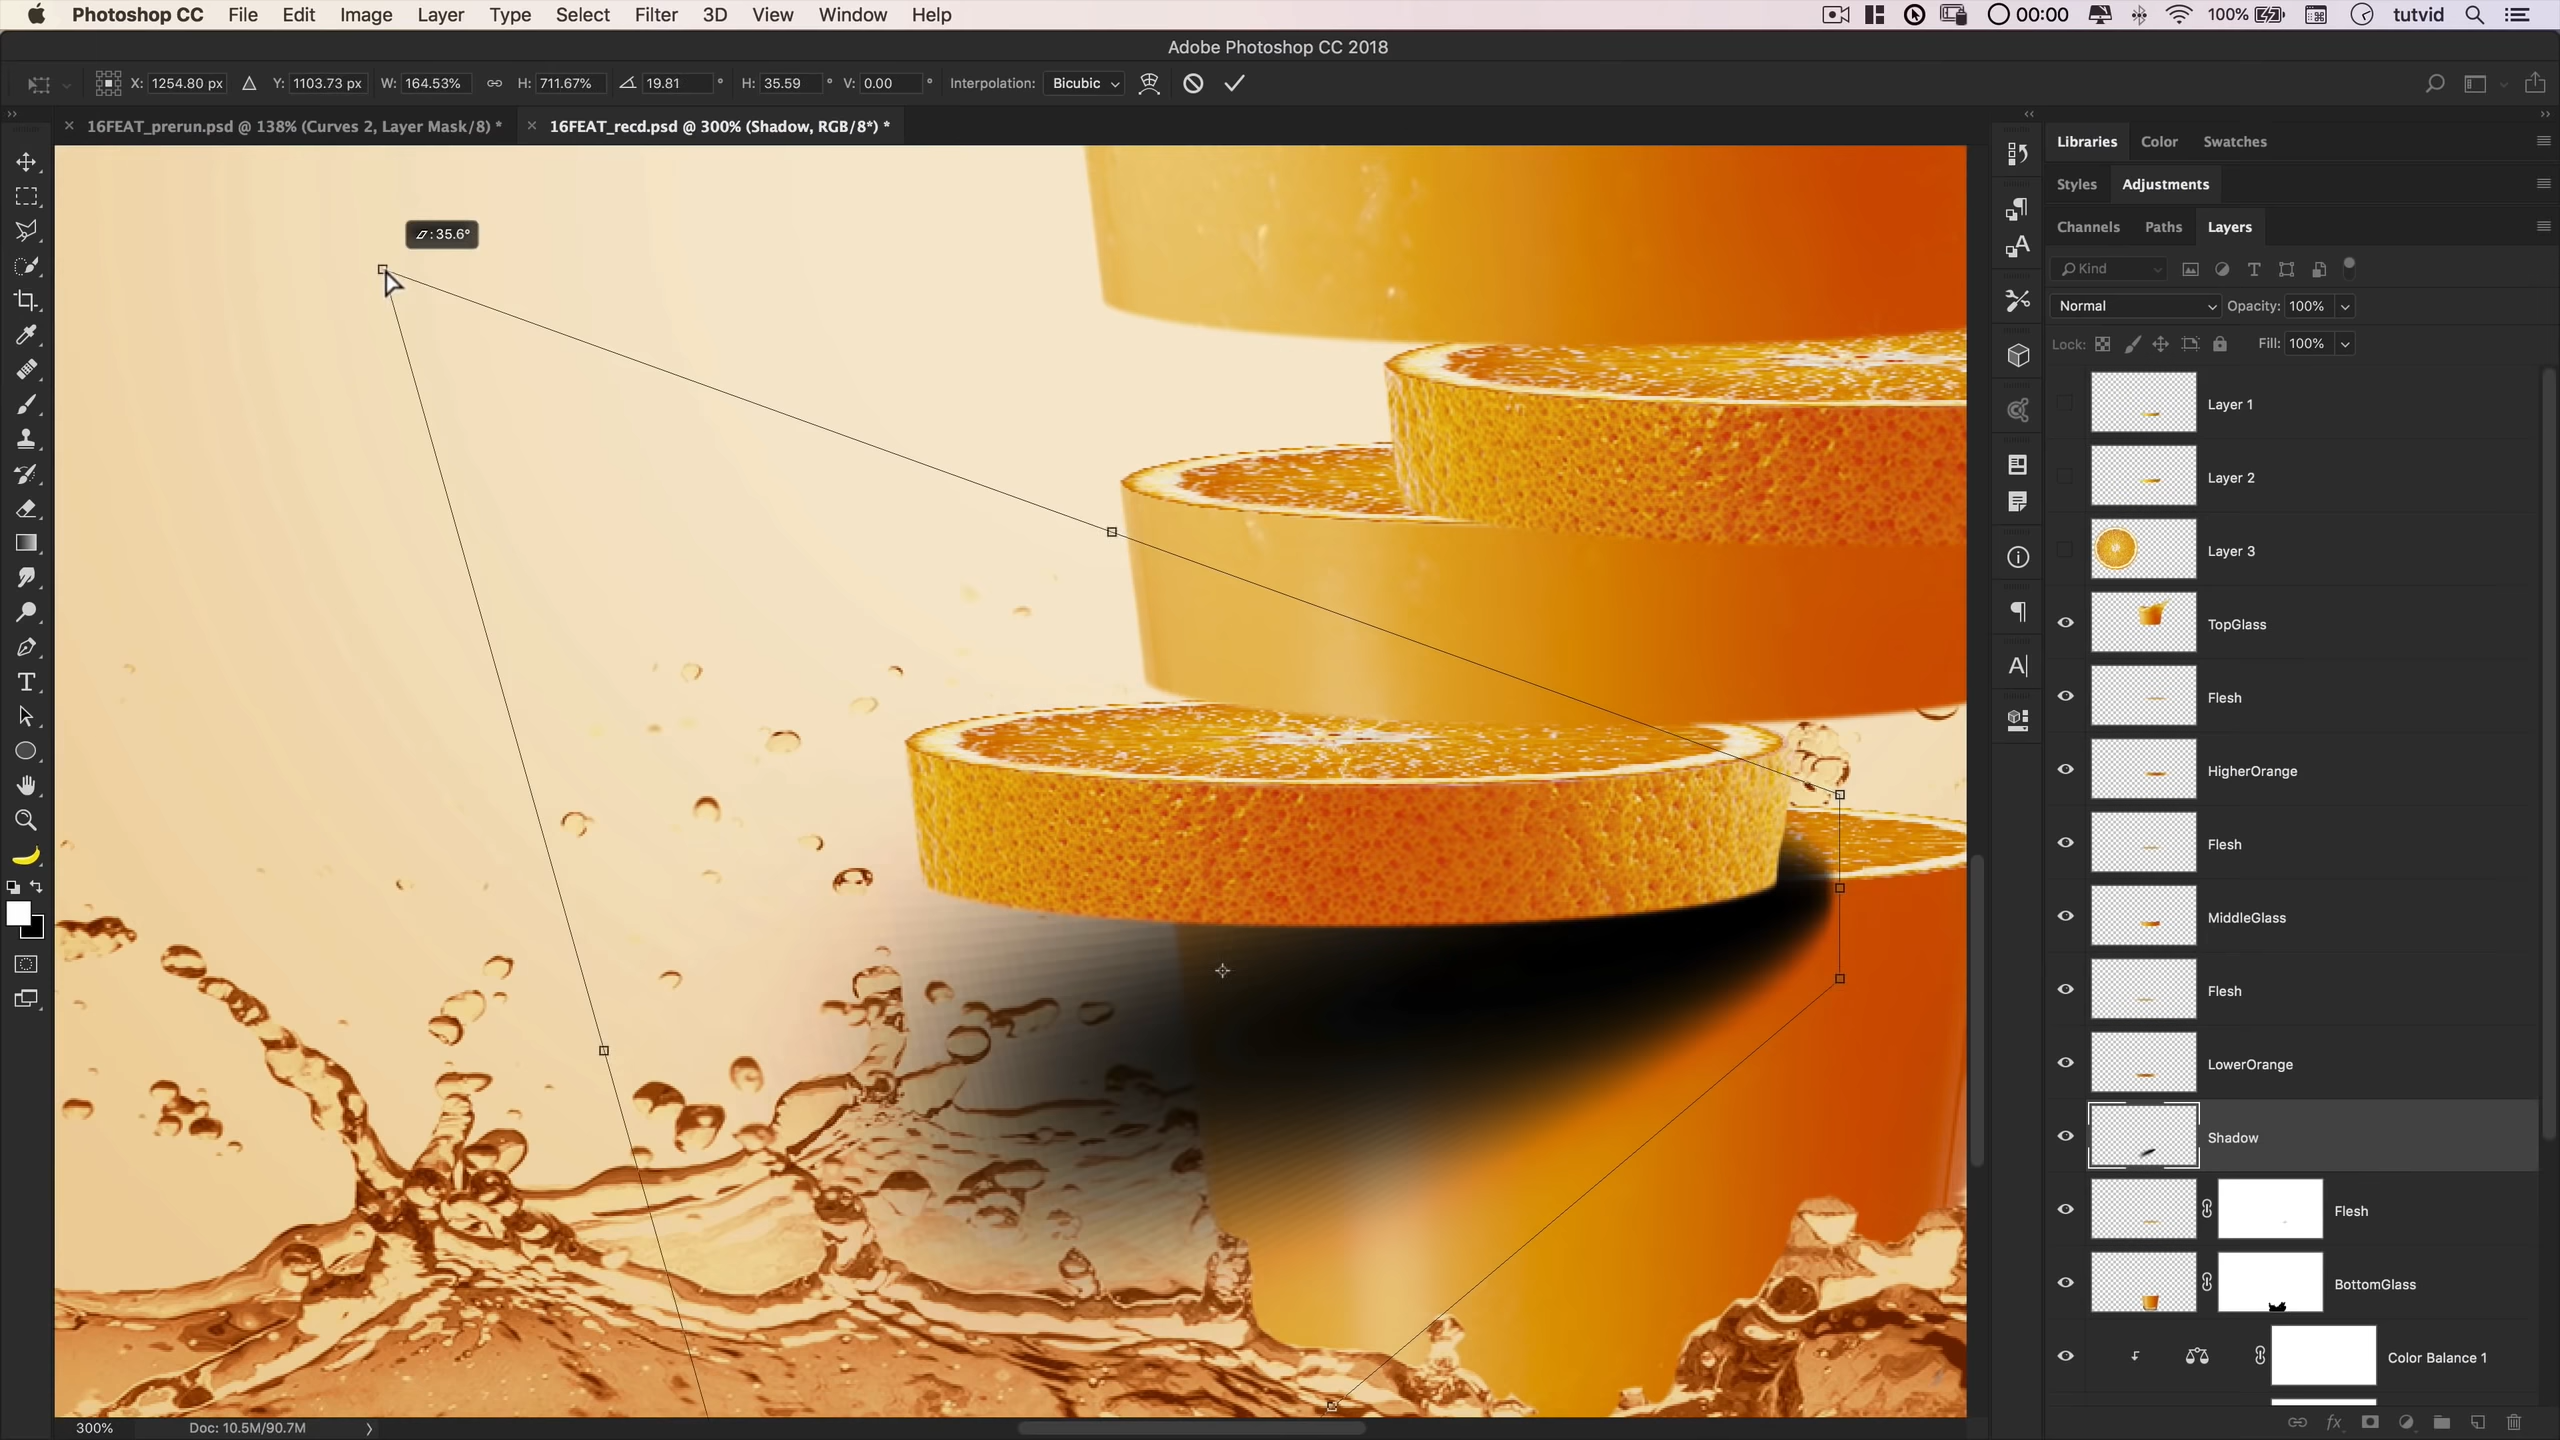 Photoshop CC File Edit Image Layer Type Select Filter 3D View Window Help 00:00 100% tutvid
Adobe Photoshop CC 2018
X: 1254.80 px Y: 1103.73 px W: 164.53% H: 711.67% 19.81 ° H: 35.59 ° V: 0.00 ° Interpolation: Bicubic
16FEAT_prerun.psd @ 138% (Curves 2, Layer Mask/8) * 16FEAT_recd.psd @ 300% (Shadow, RGB/8*) *
Libraries Color Swatches
Styles Adjustments
Channels Paths Layers
: 35.6°
Kind
Normal Opacity: 100%
Lock: Fill: 100%
Layer 1
Layer 2
Layer 3
TopGlass
Flesh
HigherOrange
Flesh
MiddleGlass
Flesh
LowerOrange
Shadow
Flesh
BottomGlass
Color Balance 1
300% Doc: 10.5M/90.7M